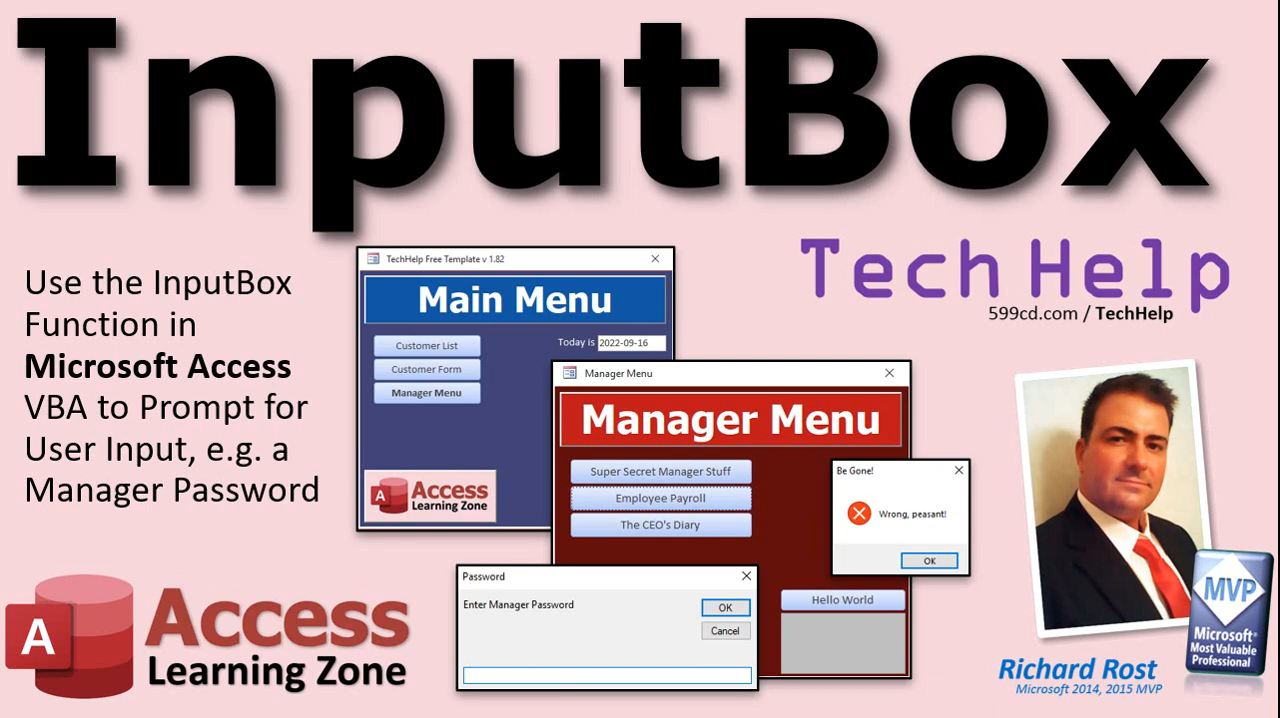 InputBox
Tech Help
599cd.com / TechHelp
Use the InputBox
Function in
Microsoft Access
VBA to Prompt for
User Input, e.g. a
Manager Password
TechHelp Free Template v 1.82
Main Menu
Customer List
Customer Form
Manager Menu
Today is 2022-09-16
A Access
Learning Zone
Manager Menu
Manager Menu
Super Secret Manager Stuff
Employee Payroll
The CEO's Diary
Hello World
Be Gone!
Wrong, peasant!
OK
Password
Enter Manager Password
OK
Cancel
A Access
Learning Zone
MVP
Microsoft®
Most Valuable
Professional
Richard Rost
Microsoft 2014, 2015 MVP